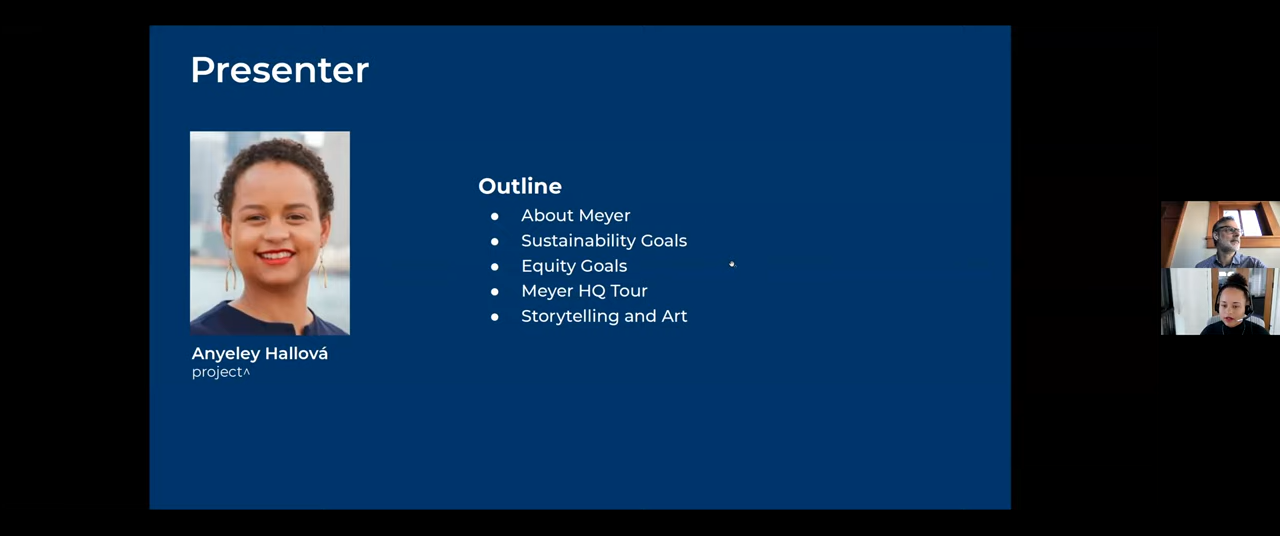 Presenter
Outline
● About Meyer
● Sustainability Goals
● Equity Goals
● Meyer HQ Tour
● Storytelling and Art
Anyeley Hallová
project^